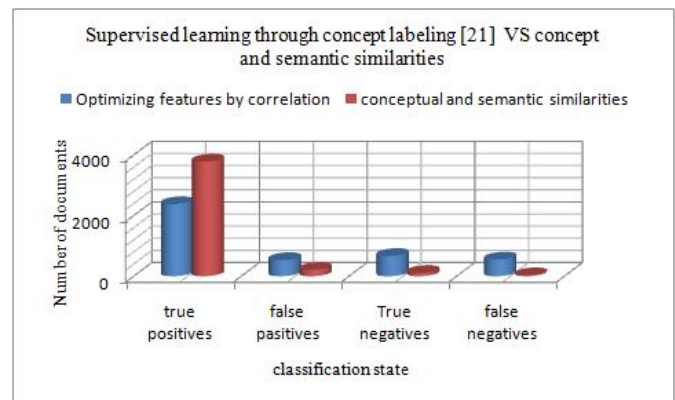 Supervised learning through concept labeling [21] VS concept
and semantic similarities
Optimizing features by correlation conceptual and semantic similarities
Number of documents
4000
2000
0
true
positives
false
pasitives
True
negatives
false
negatives
classification state